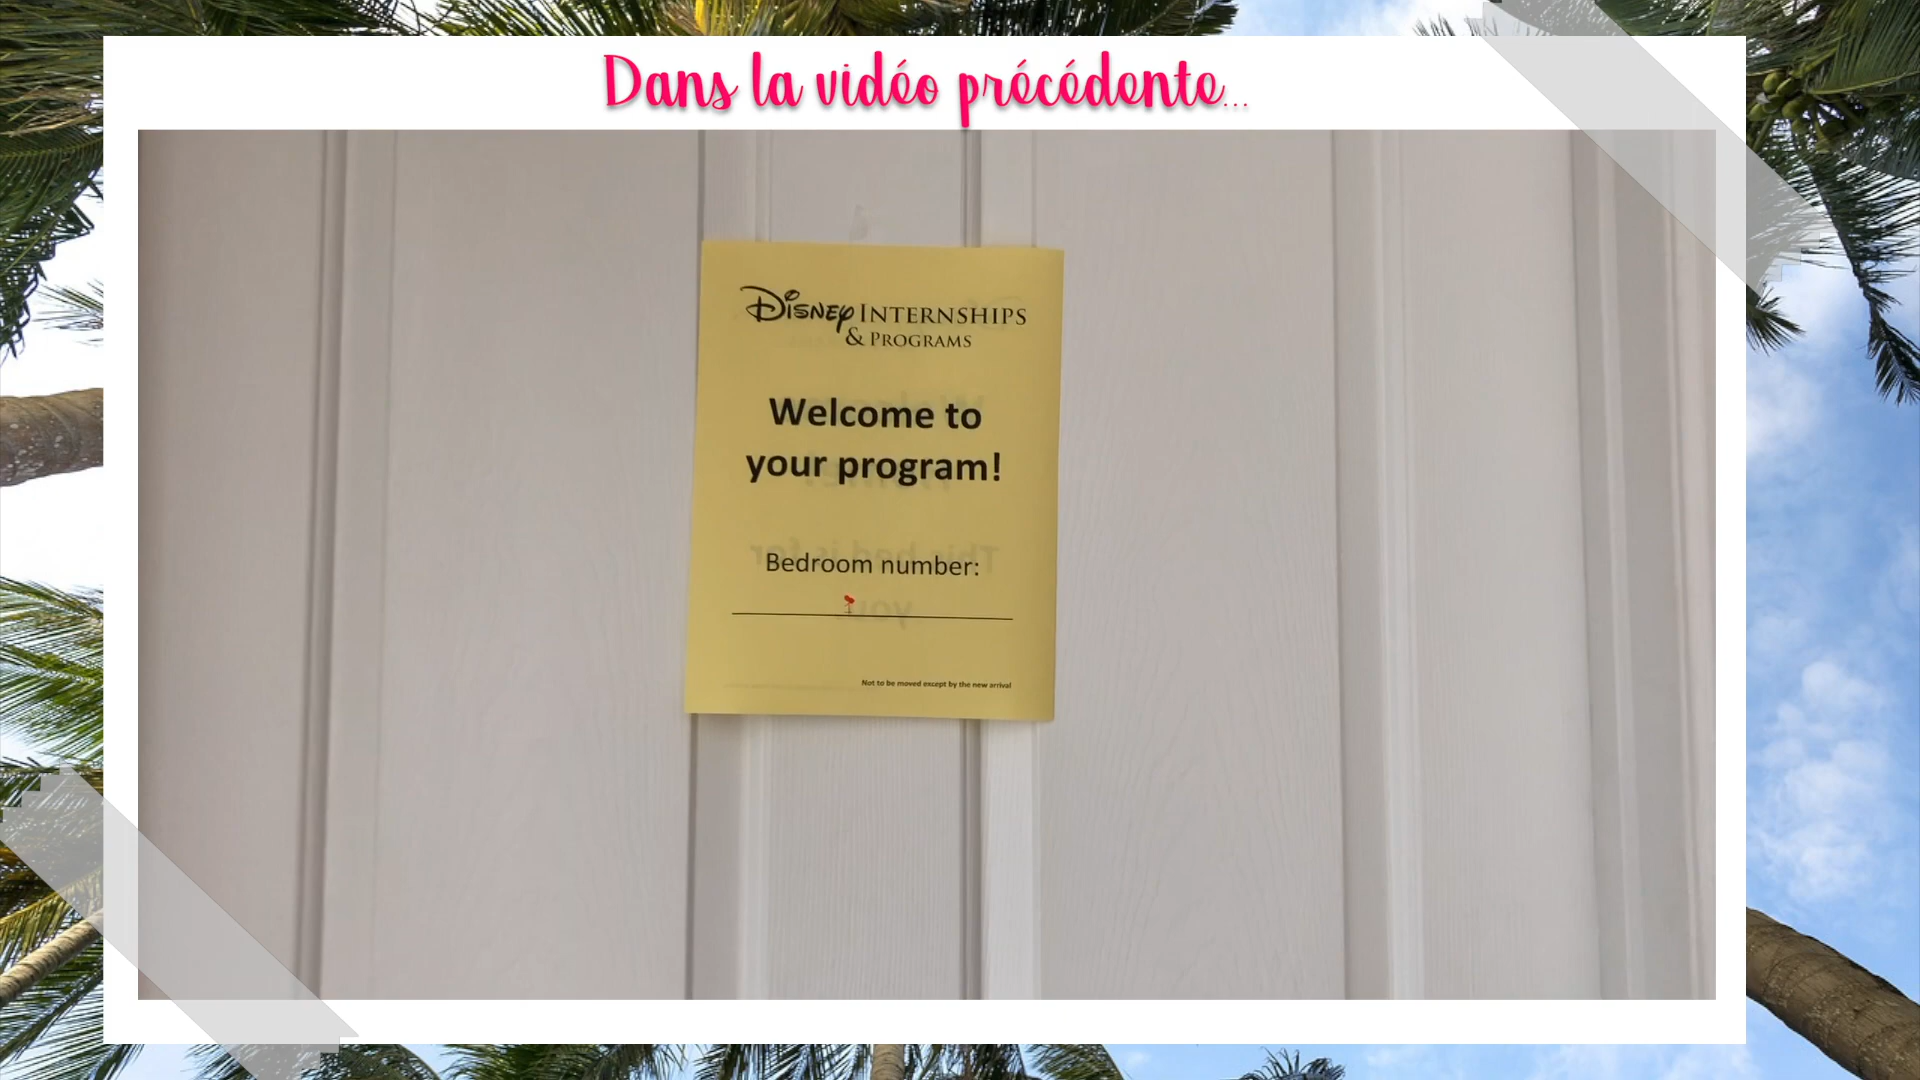 Dans la vidéo précédente...
Disney INTERNSHIPS
& PROGRAMS
Welcome to
your program!
Bedroom number:
Not to be moved except by the new arrival